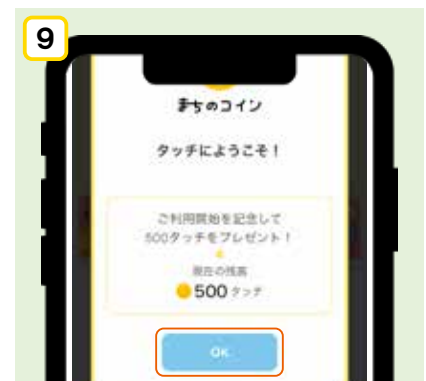 9
まちのコイン
タッチにようこそ！
ご利用開始を記念して
500タッチをプレゼント！
現在の残高
500 タッチ
OK